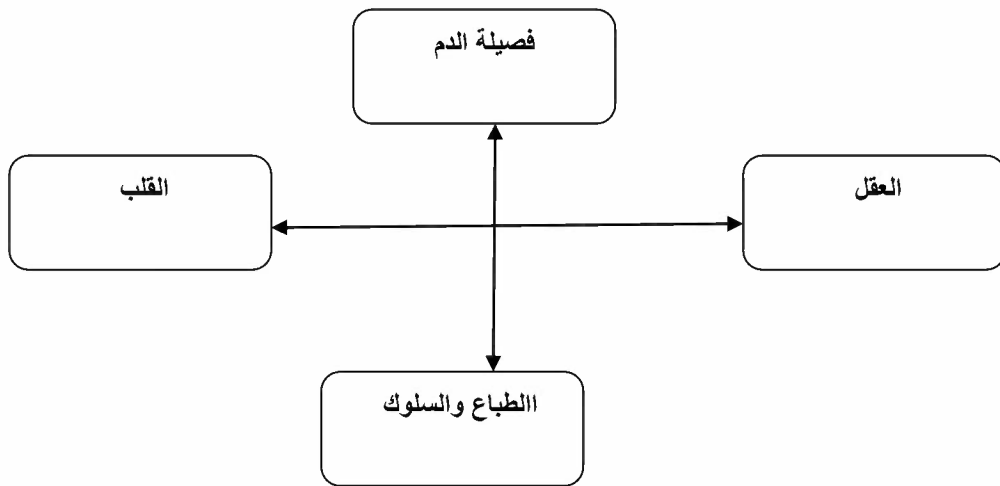 فصيلة الدم
العقل
القلب
االطباع والسلوك